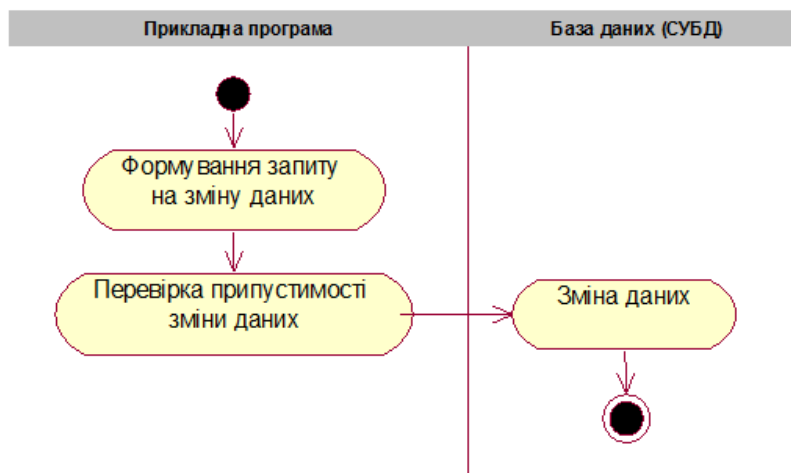 Прикладна програма
База даних (СУБД)
Формування запиту
на зміну даних
Перевірка припустимості
зміни даних
Зміна даних